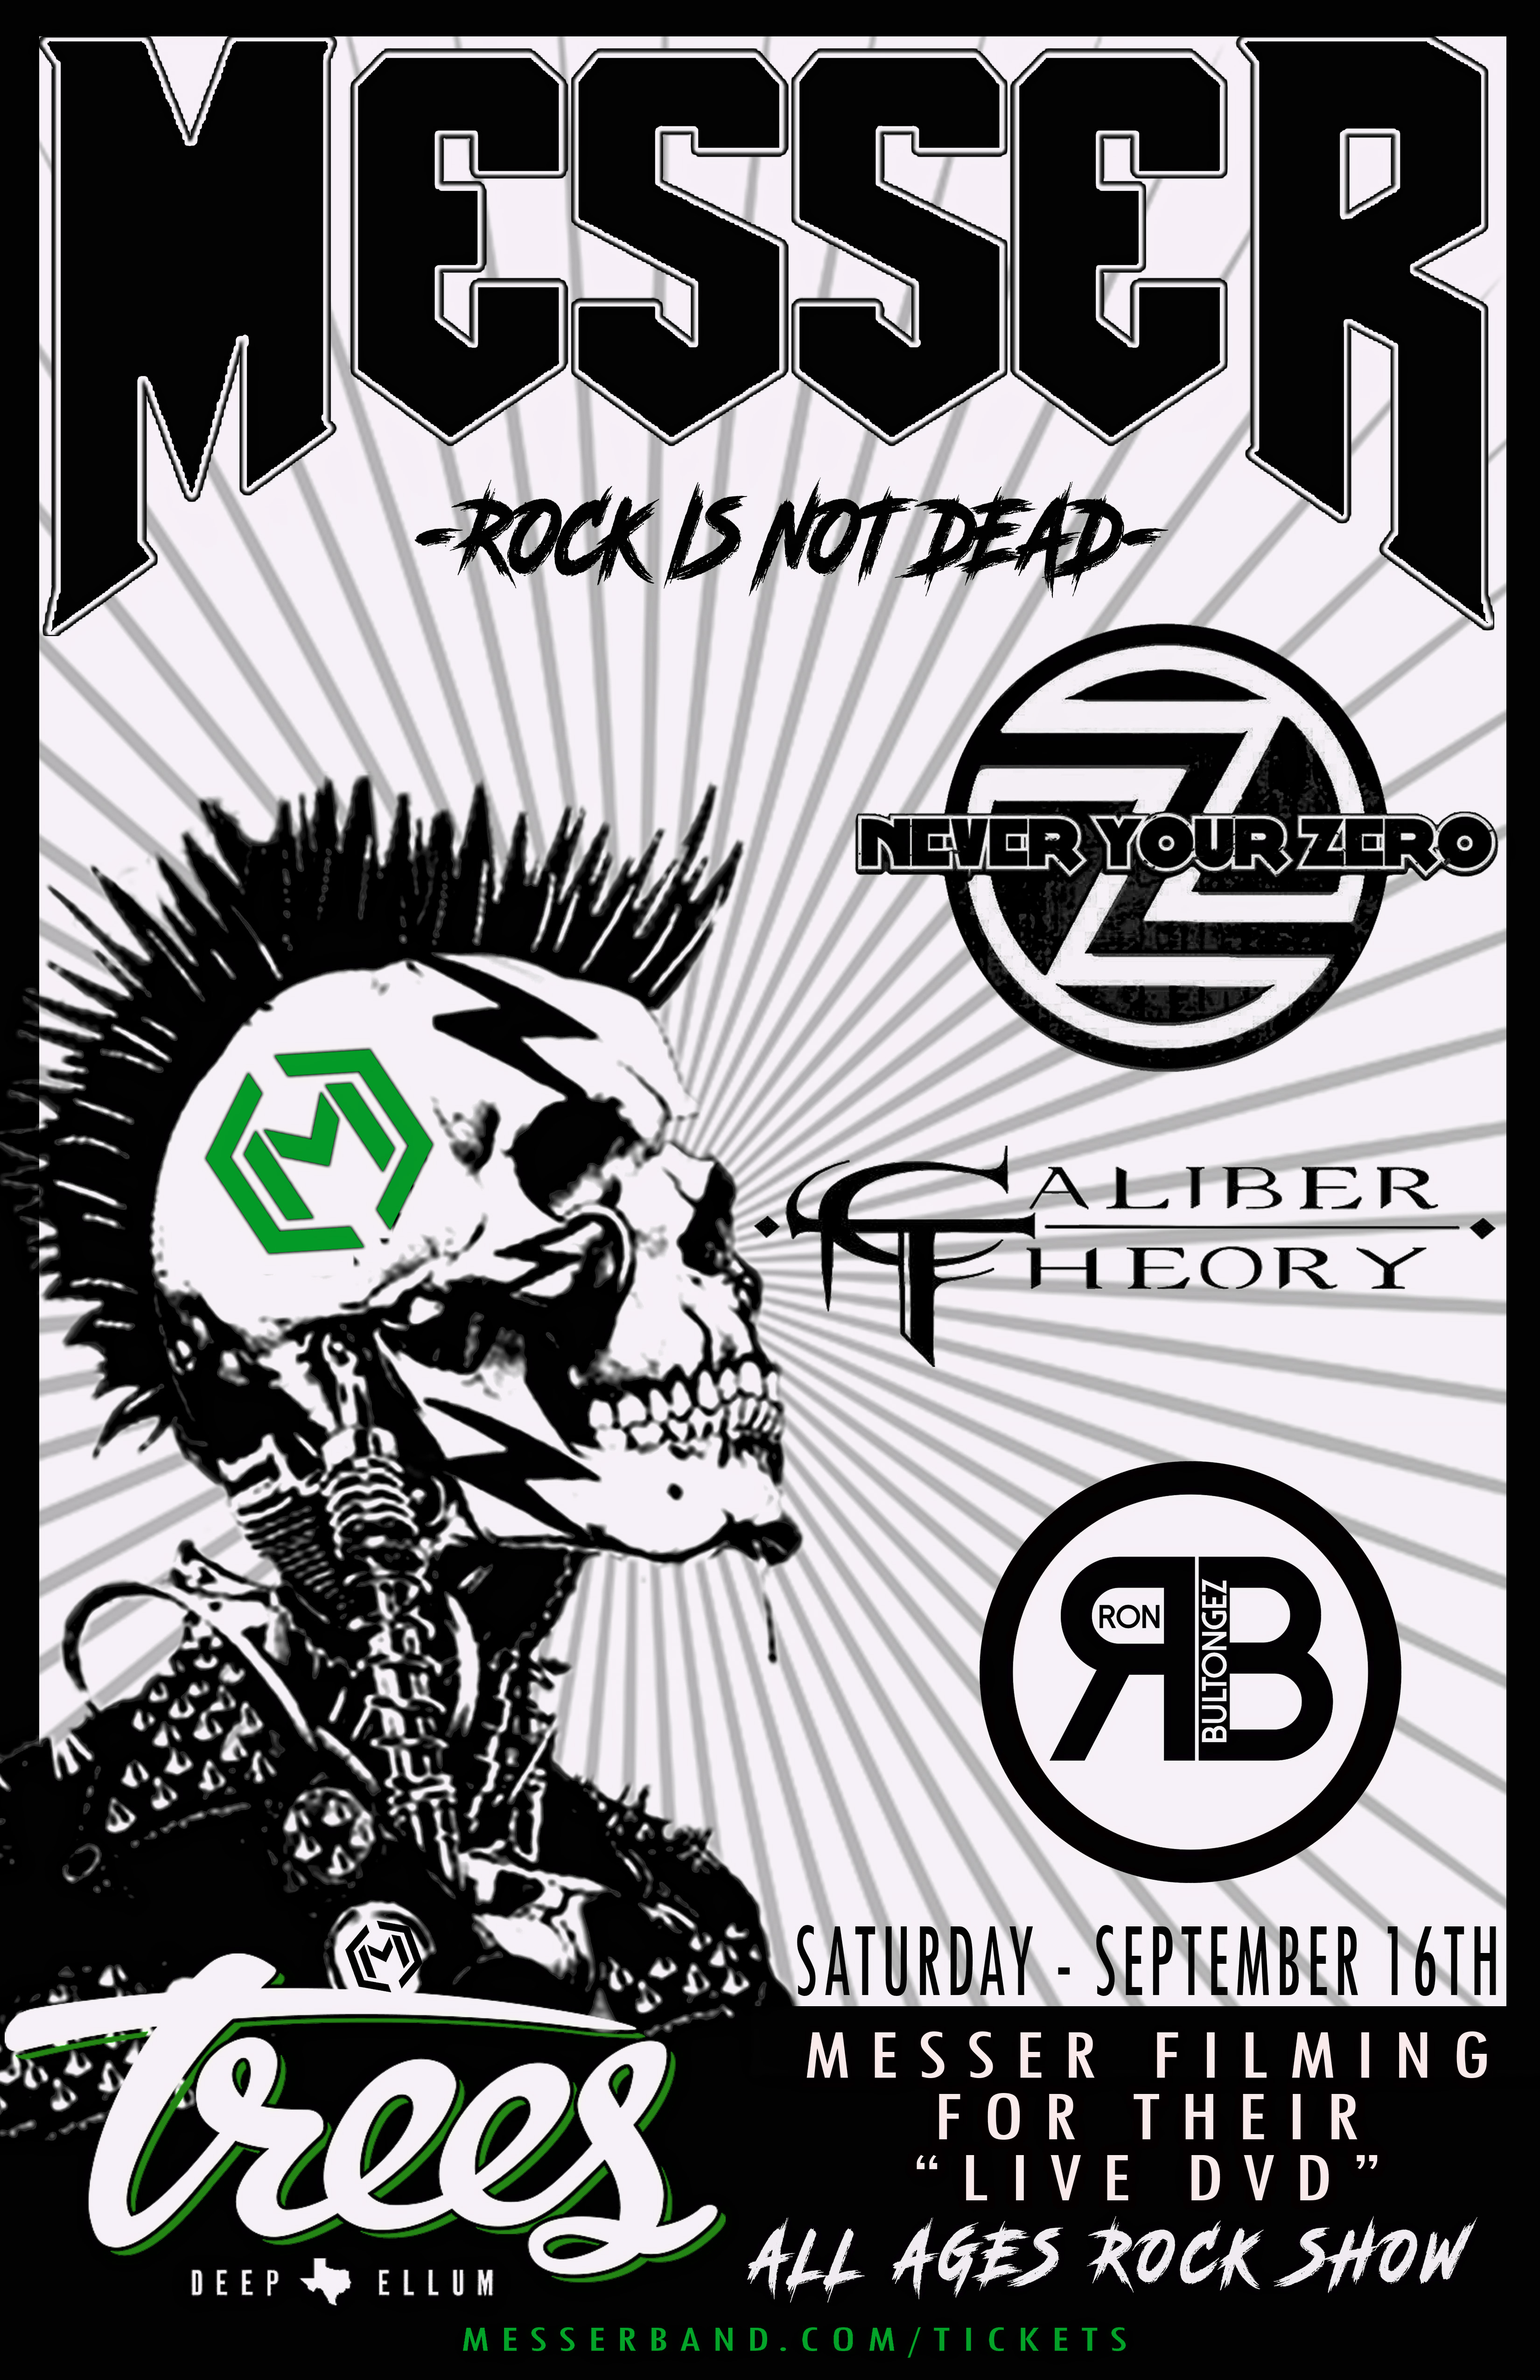 MESSER
-ROCK IS NOT DEAD-
NEVER YOUR ZERO
CALIBER
THEORY
RON
BULTONGEZ
SATURDAY - SEPTEMBER 16TH
trees
DEEP ELLUM
MESSER FILMING
FOR THEIR
“LIVE DVD”
ALL AGES ROCK SHOW
MESSERBAND.COM/TICKETS